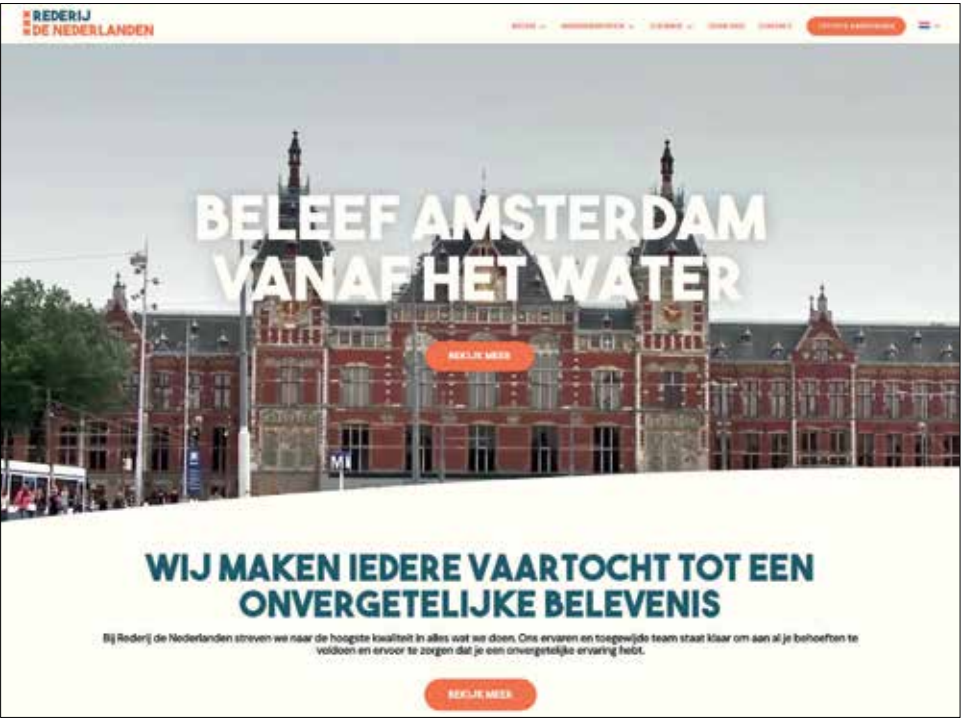 REDERIJ
DE NEDERLANDEN
OVER ONS
CONTACT
BELEEF AMSTERDAM
VANAF HET WATER
BEKIJK MEER
M
WIJ MAKEN IEDERE VAARTOCHT TOT EEN
ONVERGETELIJKE BELEVENIS
Bij Rederij de Nederlanden streven we naar de hoogste kwaliteit in alles wat we doen. Ons ervaren en toegewijde team staat klaar om aan al je behoeften te
voldoen en ervoor te zorgen dat je een onvergetelijke ervaring hebt.
BEKIJK MEER